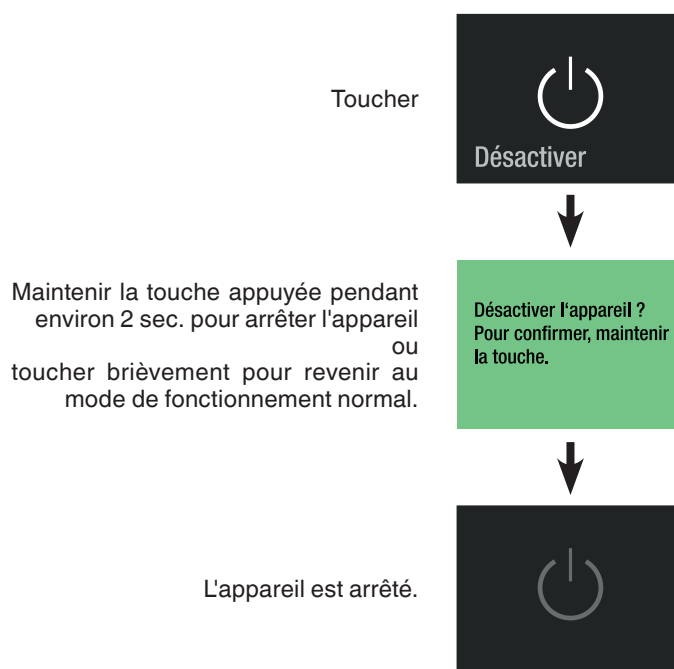 Toucher
Désactiver
Maintenir la touche appuyée pendant
environ 2 sec. pour arrêter l'appareil
ou
toucher brièvement pour revenir au
mode de fonctionnement normal.
Désactiver l‘appareil ?
Pour confirmer, maintenir
la touche.
L'appareil est arrêté.